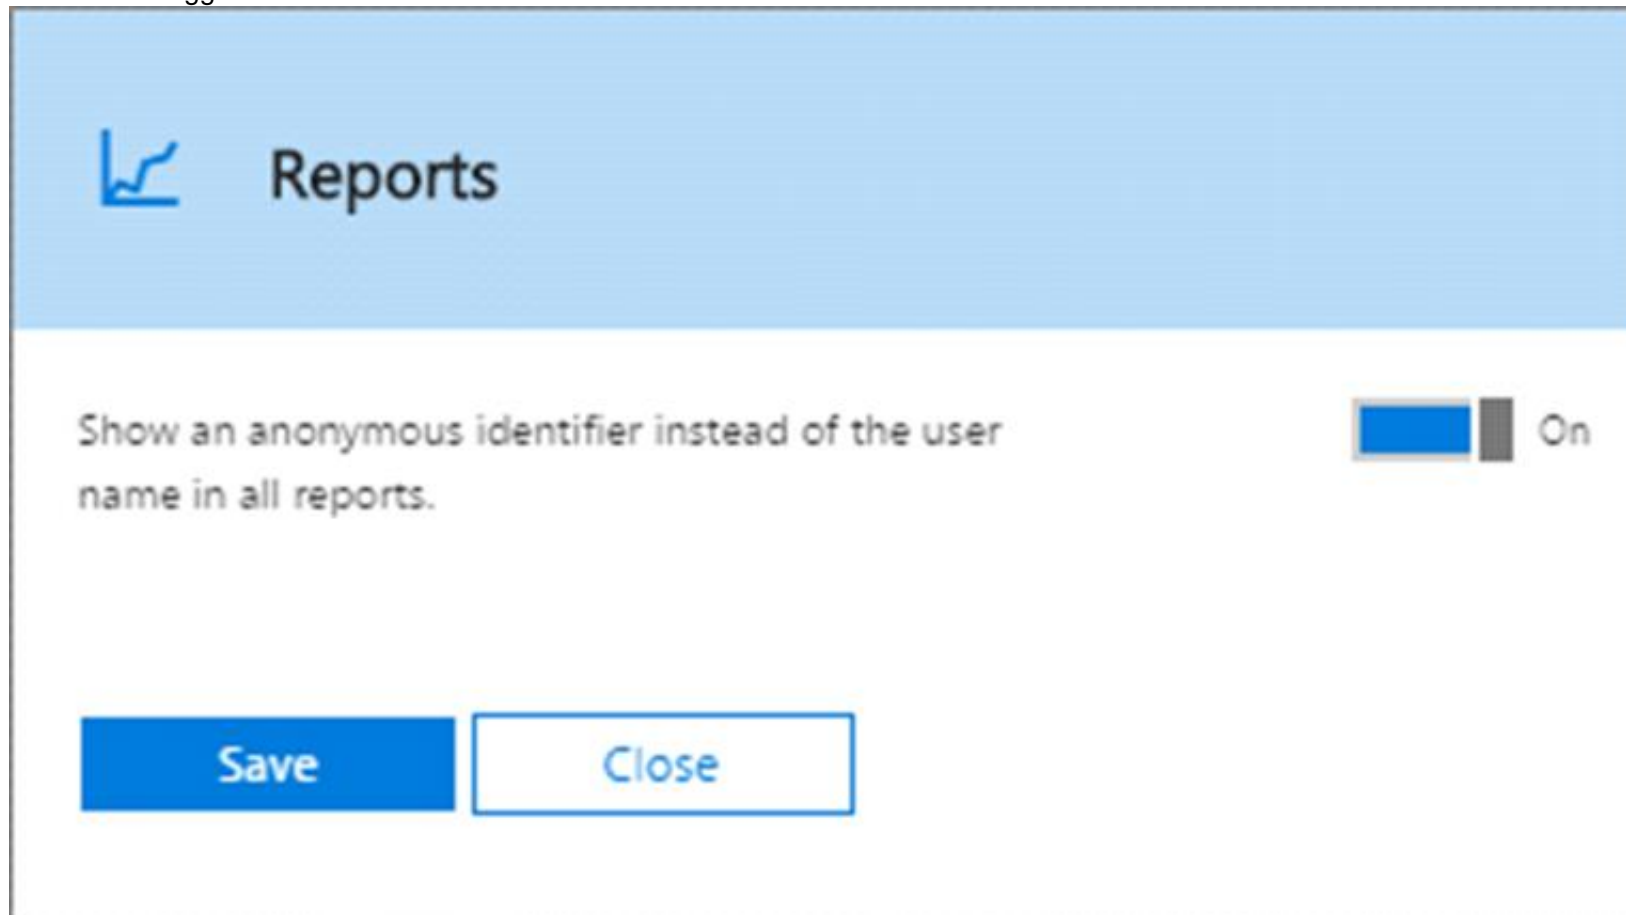 Reports
Show an anonymous identifier instead of the user
On
name in all reports.
Save
Close